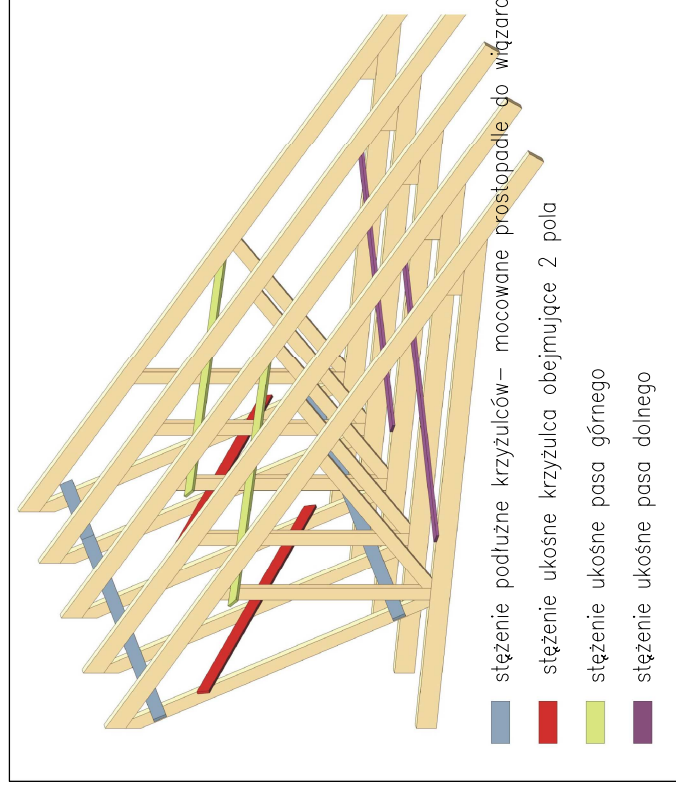 stężenie podłużne krzyżulców– mocowane prostopadle do wiązarc
stężenie ukośne krzyżulca obejmujące 2 pola
stężenie ukośne pasa górnego
stężenie ukośne pasa dolnego